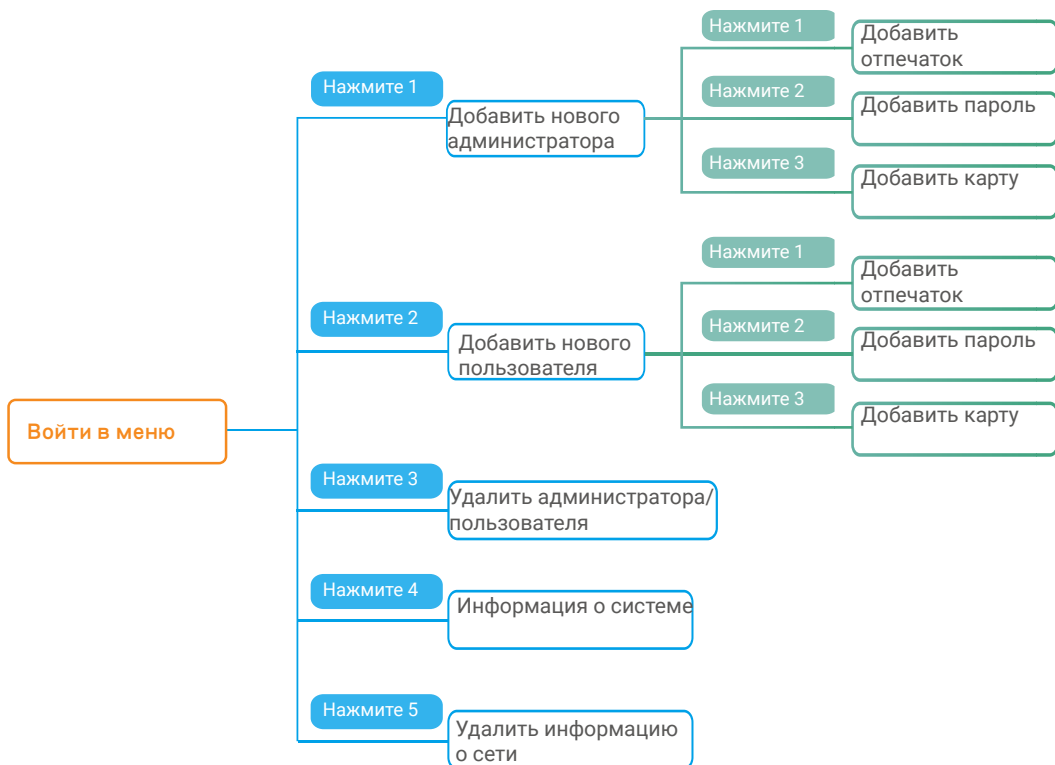 Нажмите 1
Добавить
отпечаток
Нажмите 1
Нажмите 2
Добавить нового
администратора
Добавить пароль
Нажмите 3
Добавить карту
Нажмите 1
Добавить
отпечаток
Нажмите 2
Нажмите 2
Добавить нового
пользователя
Добавить пароль
Нажмите 3
Добавить карту
Войти в меню
Нажмите 3
Удалить администратора/
пользователя
Нажмите 4
Информация о системе
Нажмите 5
Удалить информацию
о сети